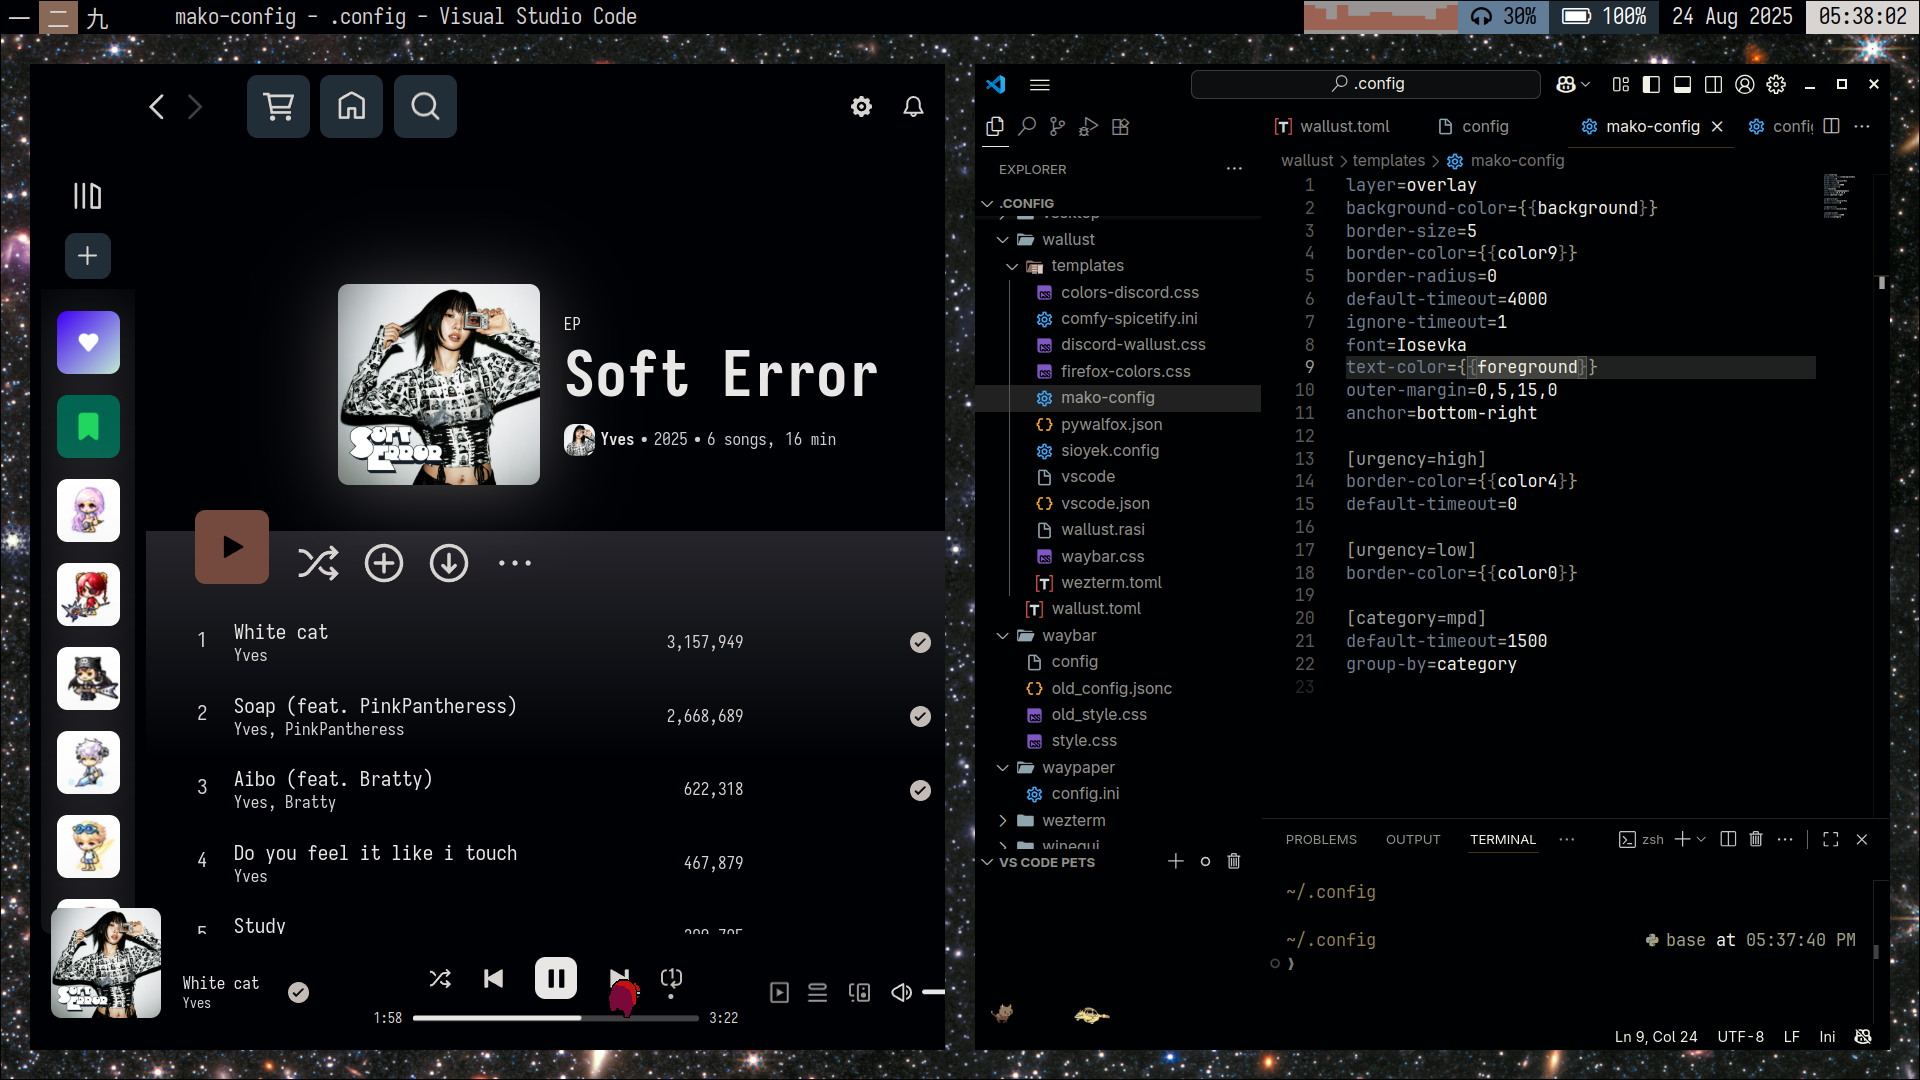 一 二 九 mako-config - .config - Visual Studio Code 30% 100% 24 Aug 2025 05:38:02
EP
Soft Error
Yves • 2025 • 6 songs, 16 min
SOFT ERROR
1 White cat 3,157,949
Yves
2 Soap (feat. PinkPantheress) 2,668,689
Yves, PinkPantheress
3 Aibo (feat. Bratty) 622,318
Yves, Bratty
4 Do you feel it like i touch 467,879
Yves
5 Study
SOFT ERROR
White cat
Yves
1:58 3:22
.config
EXPLORER
.CONFIG
wallust
templates
colors-discord.css
comfy-spicetify.ini
discord-wallust.css
firefox-colors.css
mako-config
pywalfox.json
sioyek.config
vscode
vscode.json
wallust.rasi
waybar.css
wezterm.toml
wallust.toml
waybar
config
old_config.jsonc
old_style.css
style.css
waypaper
config.ini
wezterm
winegui
VS CODE PETS
wallust.toml config mako-config config
wallust > templates > mako-config
1 layer=overlay
2 background-color={{background}}
3 border-size=5
4 border-color={{color9}}
5 border-radius=0
6 default-timeout=4000
7 ignore-timeout=1
8 font=Iosevka
9 text-color={{foreground}}
10 outer-margin=0,5,15,0
11 anchor=bottom-right
12
13 [urgency=high]
14 border-color={{color4}}
15 default-timeout=0
16
17 [urgency=low]
18 border-color={{color0}}
19
20 [category=mpd]
21 default-timeout=1500
22 group-by=category
23
PROBLEMS OUTPUT TERMINAL zsh
~/.config
~/.config base at 05:37:40 PM
❯
Ln 9, Col 24 UTF-8 LF Ini